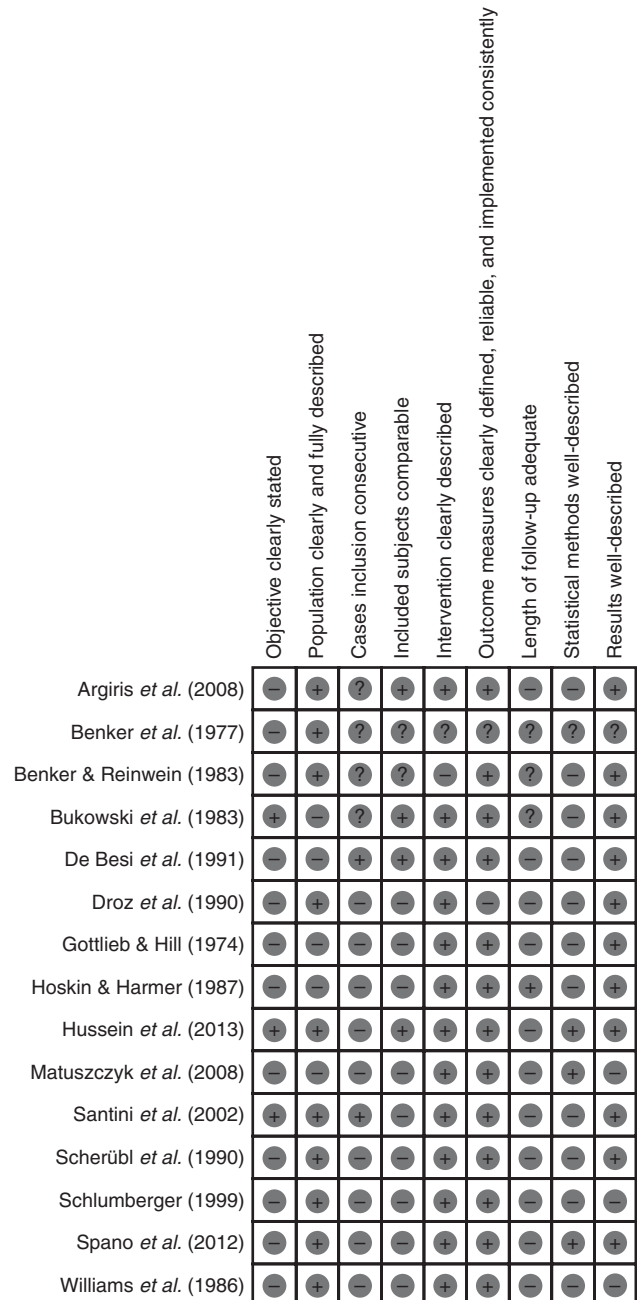 Objective clearly stated
Population clearly and fully described
Cases inclusion consecutive
Included subjects comparable
Intervention clearly described
Outcome measures clearly defined, reliable, and implemented consistently
Length of follow-up adequate
Statistical methods well-described
Results well-described
Argiris et al. (2008) − + ? + + + − − +
Benker et al. (1977) − + ? ? ? ? ? ? ?
Benker & Reinwein (1983) − + ? ? − + ? − +
Bukowski et al. (1983) + − ? + + + ? − +
De Besi et al. (1991) − − + + + + − − +
Droz et al. (1990) − + − − + − − − +
Gottlieb & Hill (1974) − − − − + + − − +
Hoskin & Harmer (1987) − − − − + + + − +
Hussein et al. (2013) + + − + + + − + +
Matuszczyk et al. (2008) − − − − + + − + −
Santini et al. (2002) + + + − + + − − +
Scherübl et al. (1990) − + − − + + − − +
Schlumberger (1999) − + − − + + − − −
Spano et al. (2012) − + − − + + − + +
Williams et al. (1986) − + − − + + − − −